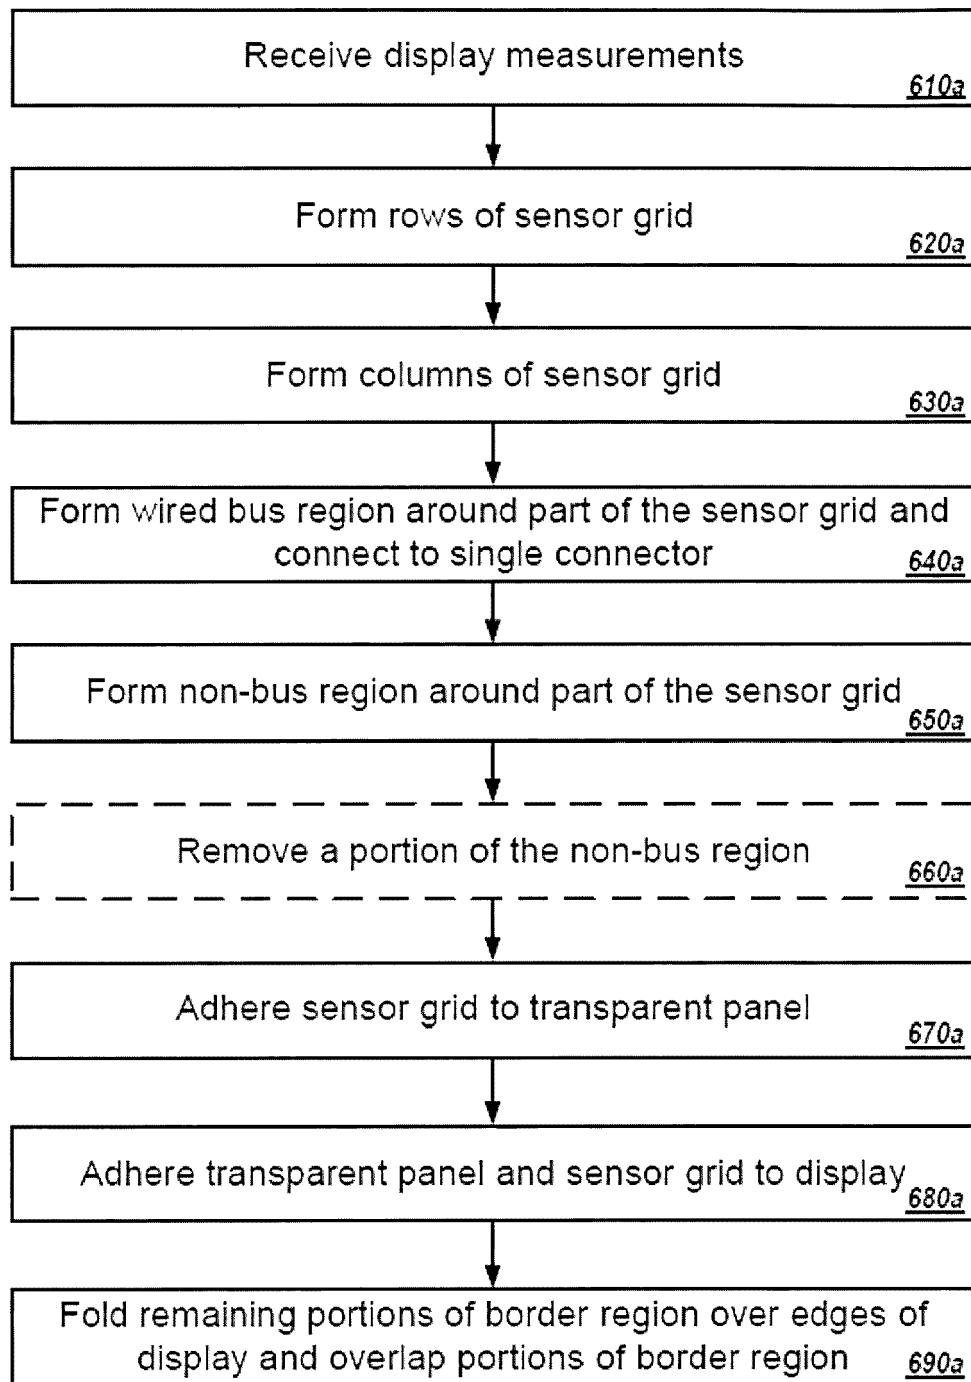 Receive display measurements
610a
Form rows of sensor grid
620a
Form columns of sensor grid
630a
Form wired bus region around part of the sensor grid and
connect to single connector
640a
Form non-bus region around part of the sensor grid
650a
Remove a portion of the non-bus region
660a
Adhere sensor grid to transparent panel
670a
Adhere transparent panel and sensor grid to display
680a
Fold remaining portions of border region over edges of
display and overlap portions of border region
690a